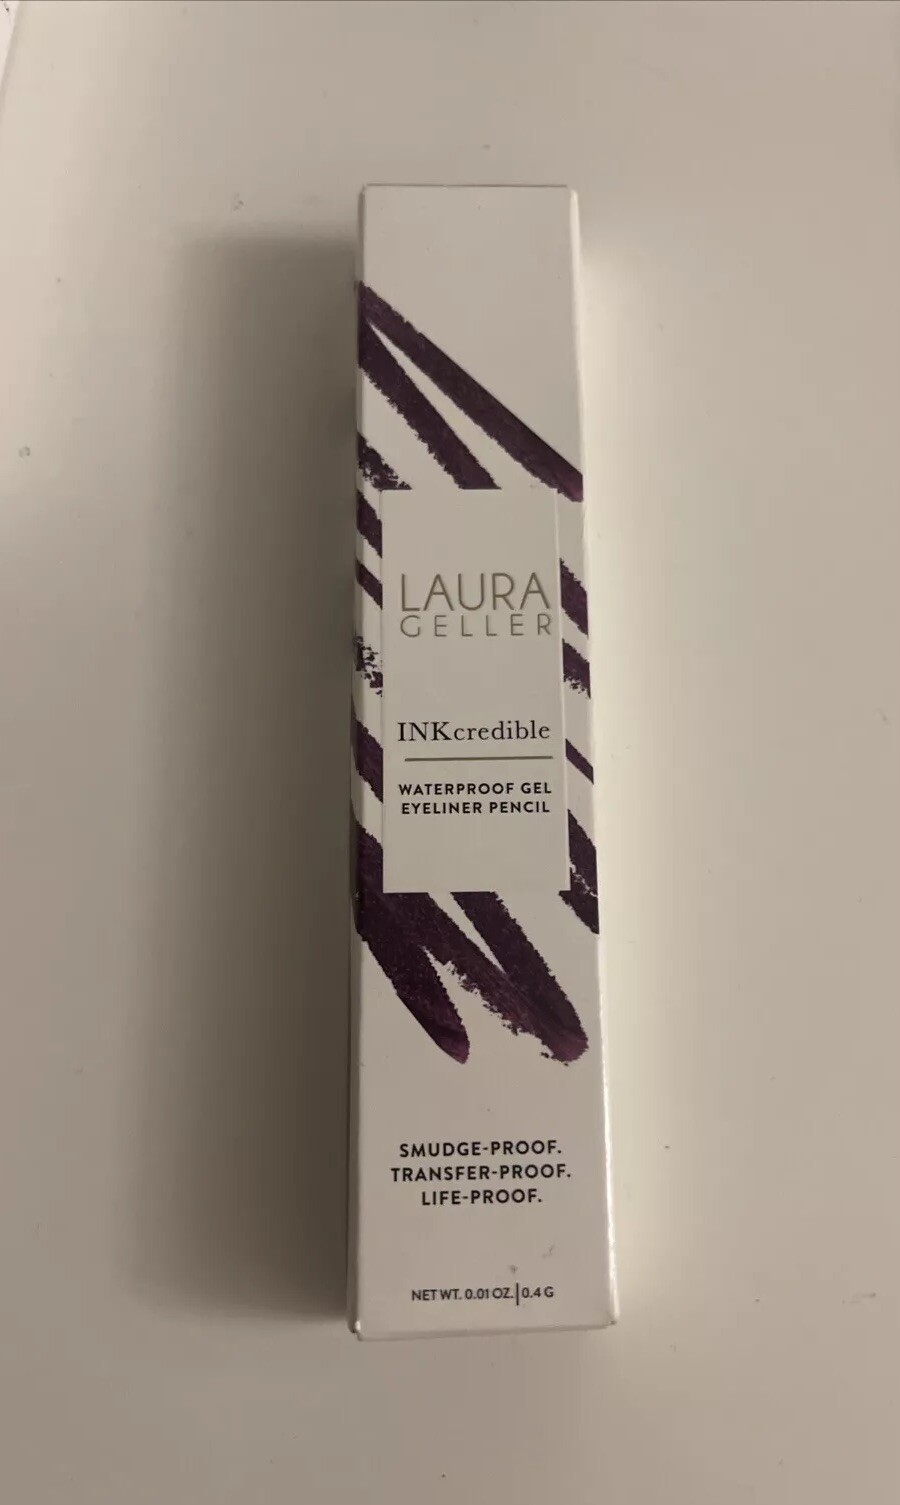 LAURA
GELLER
INKcredible
WATERPROOF GEL
EYELINER PENCIL
SMUDGE-PROOF.
TRANSFER-PROOF.
LIFE-PROOF.
NET WT. 0.01 OZ.|0.4 G